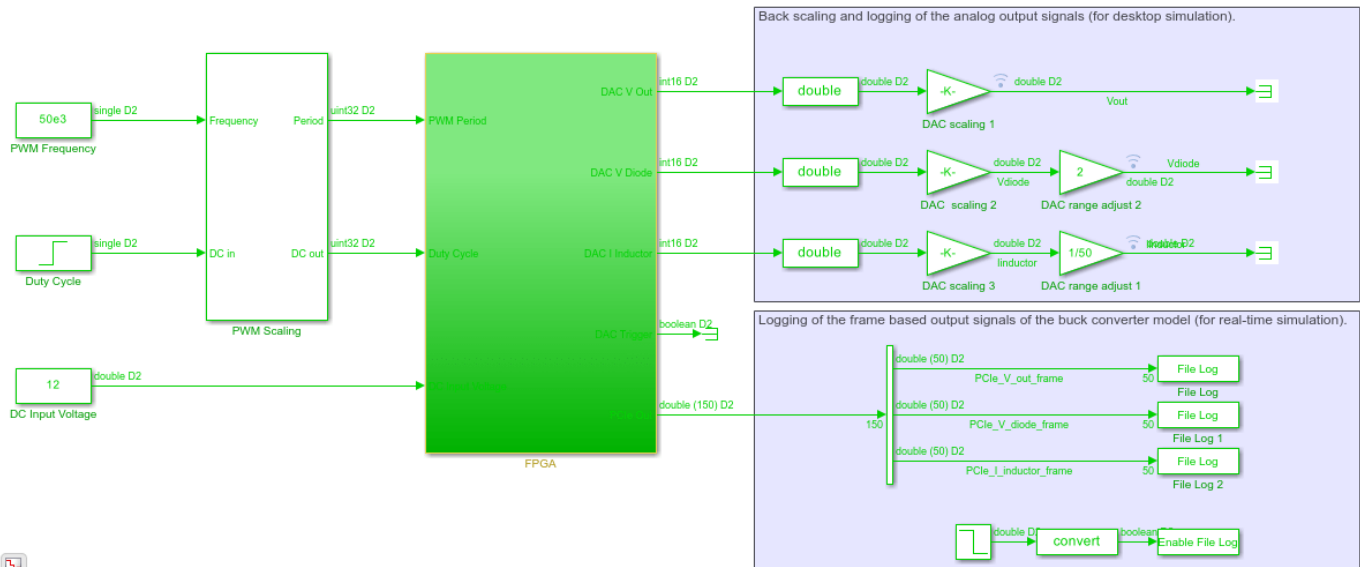 Back scaling and logging of the analog output signals (for desktop simulation).
50e3
PWM Frequency
single D2
Frequency
Period
uint32 D2
PWM Period
DAC V Out
int16 D2
double
double D2
-K-
DAC scaling 1
double D2
Vout
DAC V Diode
int16 D2
double
double D2
-K-
DAC scaling 2
double D2
Vdiode
2
DAC range adjust 2
Vdiode
double D2
Duty Cycle
single D2
DC in
DC out
uint32 D2
Duty Cycle
DAC I Inductor
int16 D2
double
double D2
-K-
DAC scaling 3
double D2
Iinductor
1/50
DAC range adjust 1
PWM Scaling
DAC Trigger
boolean D2
12
DC Input Voltage
double D2
double (150) D2
FPGA
Logging of the frame based output signals of the buck converter model (for real-time simulation).
150
double (50) D2
PCIe_V_out_frame
50
File Log
File Log
double (50) D2
PCIe_V_diode_frame
50
File Log
File Log 1
double (50) D2
PCIe_I_inductor_frame
50
File Log
File Log 2
convert
Enable File Log